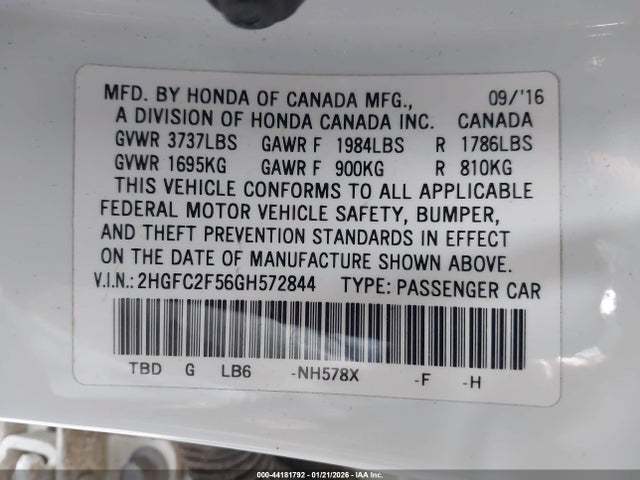 MFD. BY HONDA OF CANADA MFG., 09/'16
A DIVISION OF HONDA CANADA INC. CANADA
GVWR 3737LBS GAWR F 1984LBS R 1786LBS
GVWR 1695KG GAWR F 900KG R 810KG
THIS VEHICLE CONFORMS TO ALL APPLICABLE
FEDERAL MOTOR VEHICLE SAFETY, BUMPER,
AND THEFT PREVENTION STANDARDS IN EFFECT
ON THE DATE OF MANUFACTURE SHOWN ABOVE.
V.I.N.: 2HGFC2F56GH572844 TYPE: PASSENGER CAR
TBD G LB6 -NH578X -F -H
000-44181792 - 01/21/2026 - IAA Inc.